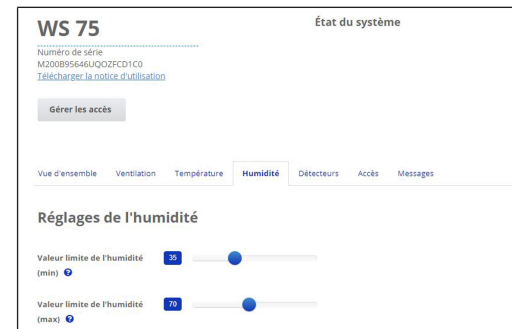 WS 75
État du système
Numéro de série
M200B95646UQOZFCD1C0
Télécharger la notice d'utilisation
Gérer les accès
Vue d'ensemble Ventilation Température Humidité Détecteurs Accès Messages
Réglages de l'humidité
Valeur limite de l'humidité 35
(min) ?
Valeur limite de l'humidité 70
(max) ?